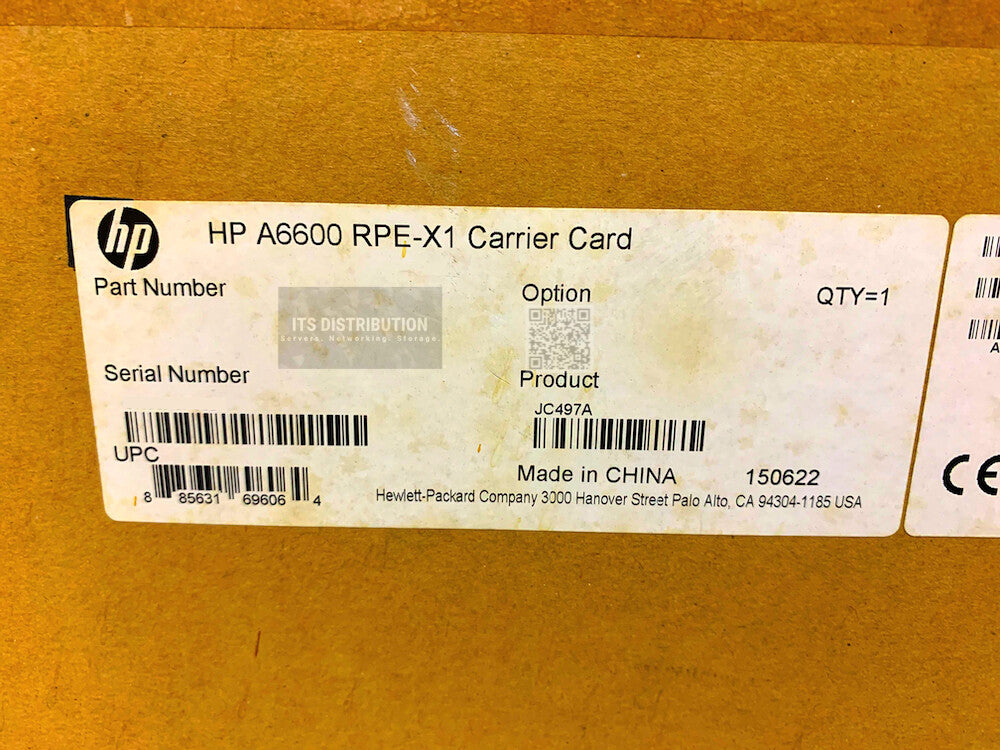 hp
HP A6600 RPE-X1 Carrier Card
Part Number
Option
QTY=1
ITS DISTRIBUTION
Servers. Networking. Storage.
Serial Number
Product
JC497A
UPC
8 85631 69606 4
Made in CHINA 150622
Hewlett-Packard Company 3000 Hanover Street Palo Alto, CA 94304-1185 USA
A
CE